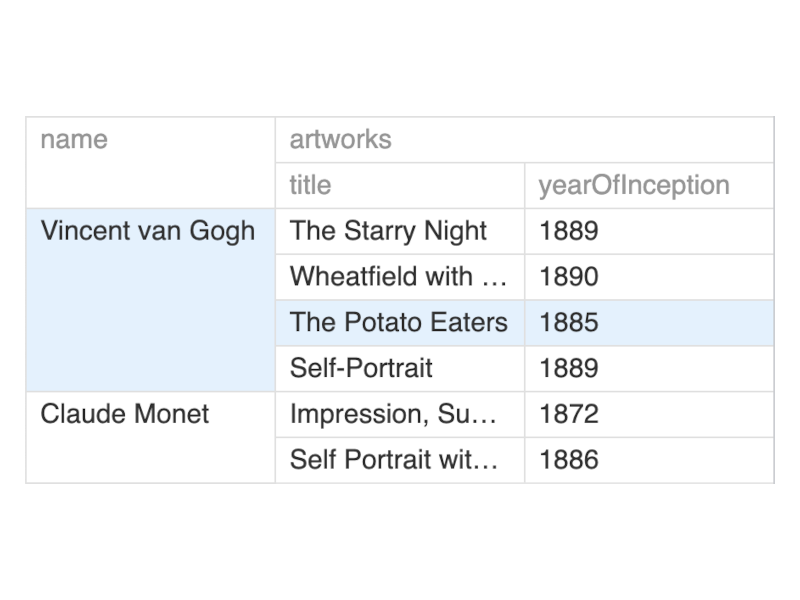 name artworks
title yearOfInception
Vincent van Gogh The Starry Night 1889
Wheatfield with … 1890
The Potato Eaters 1885
Self-Portrait 1889
Claude Monet Impression, Su… 1872
Self Portrait wit… 1886